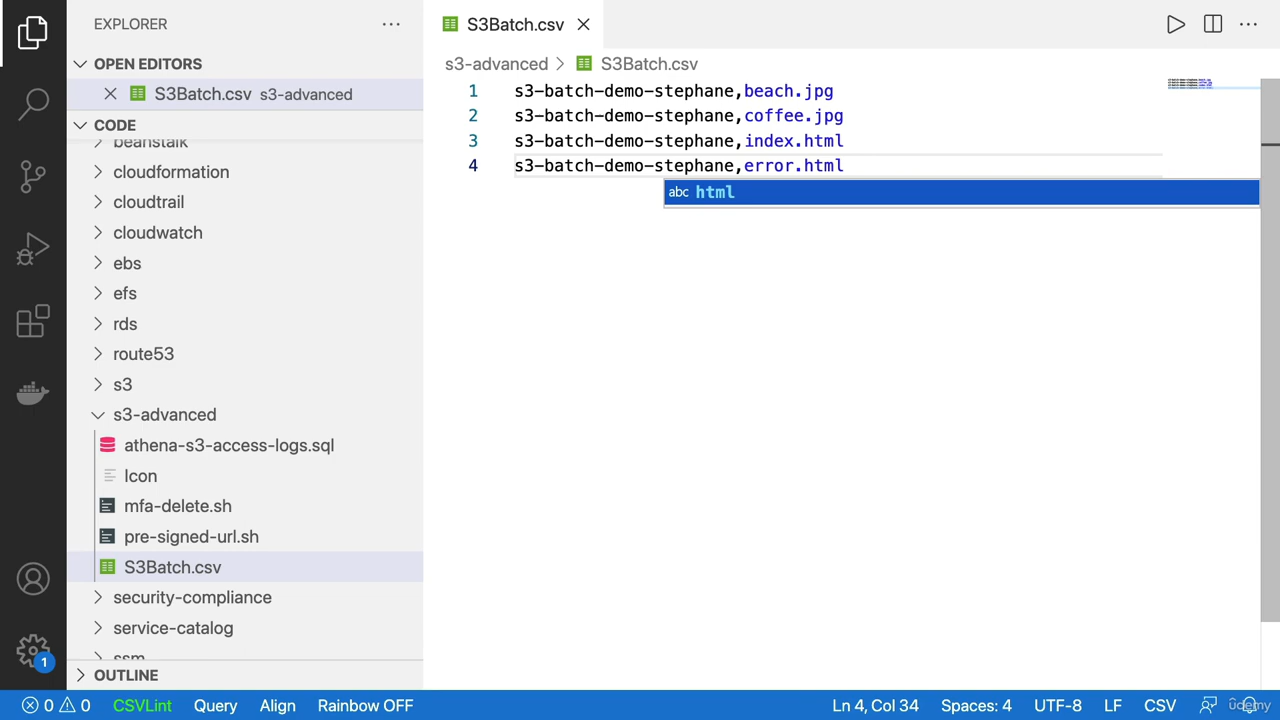 EXPLORER
OPEN EDITORS
S3Batch.csv s3-advanced
CODE
beanstalk
cloudformation
cloudtrail
cloudwatch
ebs
efs
rds
route53
s3
s3-advanced
athena-s3-access-logs.sql
Icon
mfa-delete.sh
pre-signed-url.sh
S3Batch.csv
security-compliance
service-catalog
ssm
OUTLINE
1
S3Batch.csv
s3-advanced > S3Batch.csv
1 s3-batch-demo-stephane,beach.jpg
2 s3-batch-demo-stephane,coffee.jpg
3 s3-batch-demo-stephane,index.html
4 s3-batch-demo-stephane,error.html
abc html
0 0 CSVLint Query Align Rainbow OFF Ln 4, Col 34 Spaces: 4 UTF-8 LF CSV
udemy